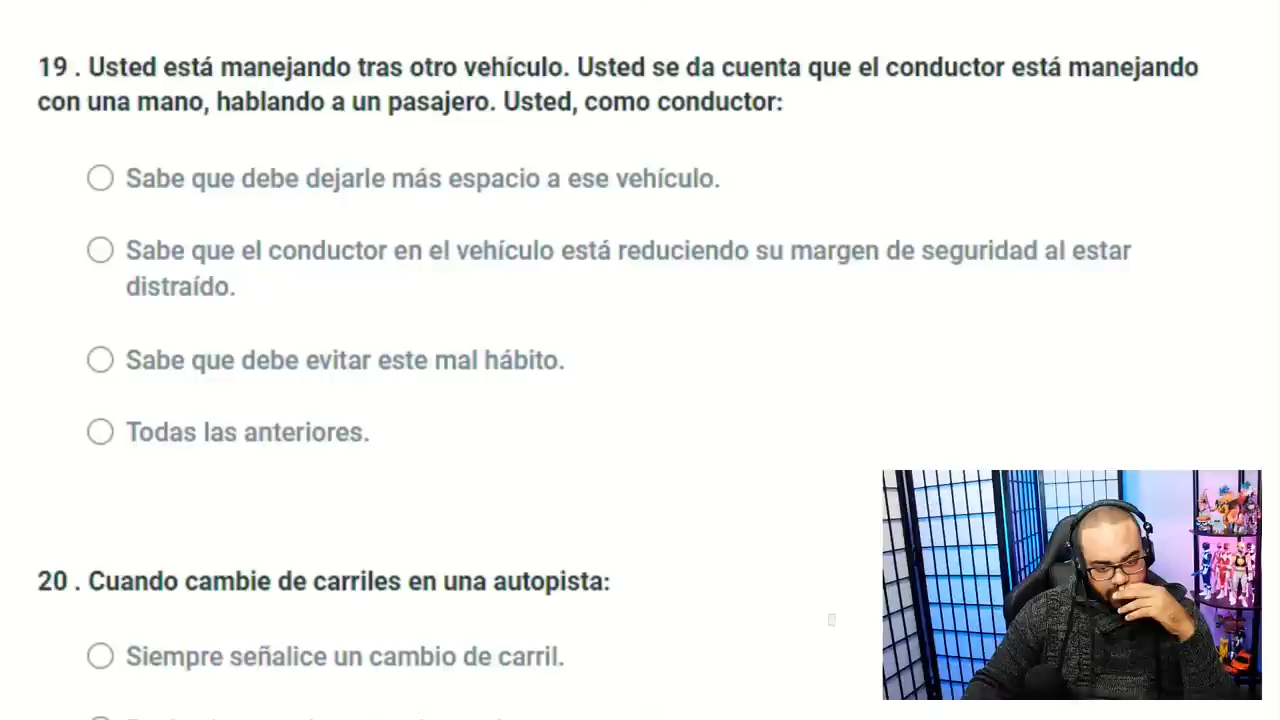 19 . Usted está manejando tras otro vehículo. Usted se da cuenta que el conductor está manejando
con una mano, hablando a un pasajero. Usted, como conductor:
Sabe que debe dejarle más espacio a ese vehículo.
Sabe que el conductor en el vehículo está reduciendo su margen de seguridad al estar
distraído.
Sabe que debe evitar este mal hábito.
Todas las anteriores.
20 . Cuando cambie de carriles en una autopista:
Siempre señalice un cambio de carril.